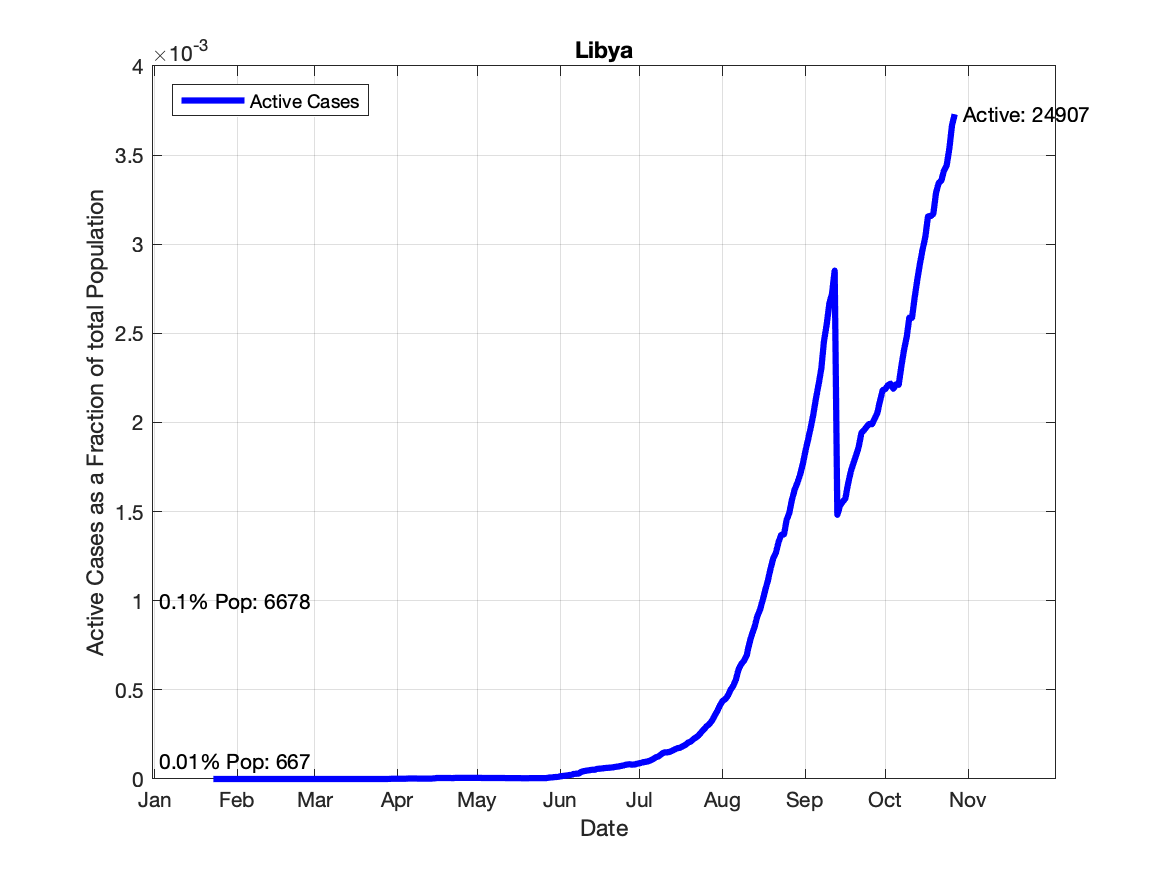 Libya
×10-3
4
3.5
3
2.5
2
1.5
1
0.5
0
Active Cases as a Fraction of total Population
Active Cases
Active: 24907
0.1% Pop: 6678
0.01% Pop: 667
Jan Feb Mar Apr May Jun Jul Aug Sep Oct Nov
Date